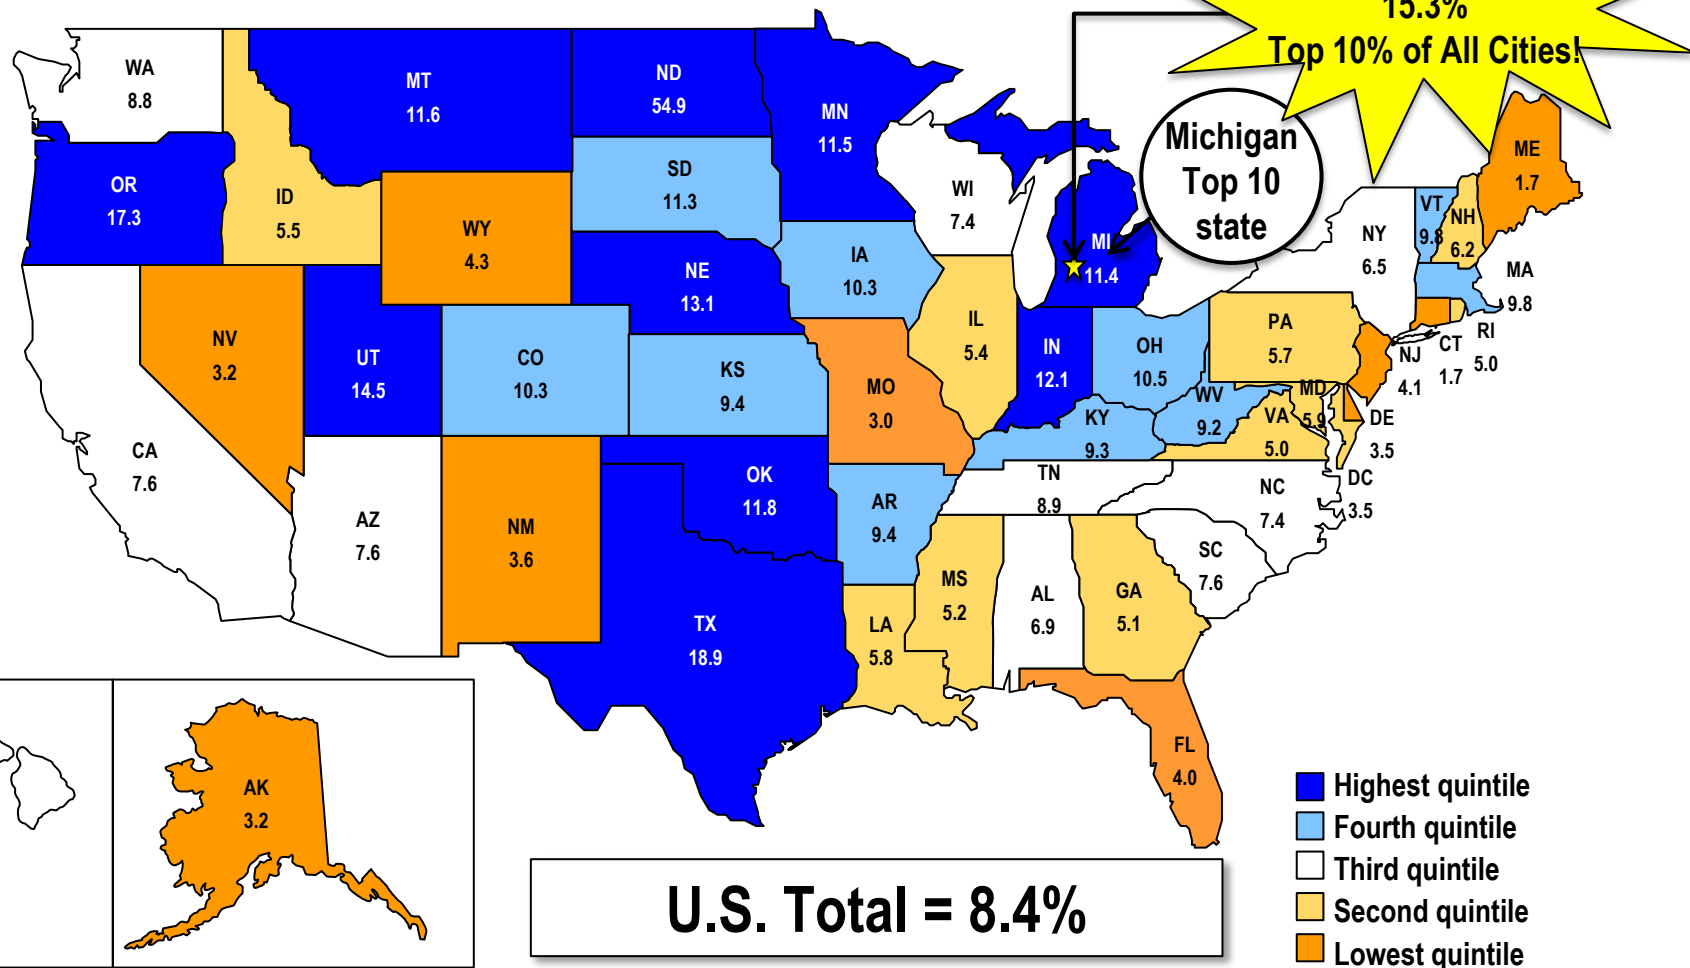 15.3%
Top 10% of All Cities!
Michigan
Top 10
state
WA
8.8
MT
11.6
ND
54.9
MN
11.5
OR
17.3
ID
5.5
WY
4.3
SD
11.3
WI
7.4
MI
11.4
NY
6.5
VT
9.8
NH
6.2
ME
1.7
MA
9.8
RI
5.0
CT
1.7
NJ
4.1
NE
13.1
IA
10.3
IL
5.4
IN
12.1
OH
10.5
PA
5.7
NV
3.2
UT
14.5
CO
10.3
KS
9.4
MO
3.0
KY
9.3
WV
9.2
VA
5.0
MD
5.9
DE
3.5
DC
3.5
CA
7.6
AZ
7.6
NM
3.6
OK
11.8
AR
9.4
TN
8.9
NC
7.4
SC
7.6
TX
18.9
LA
5.8
MS
5.2
AL
6.9
GA
5.1
FL
4.0
AK
3.2
U.S. Total = 8.4%
Highest quintile
Fourth quintile
Third quintile
Second quintile
Lowest quintile